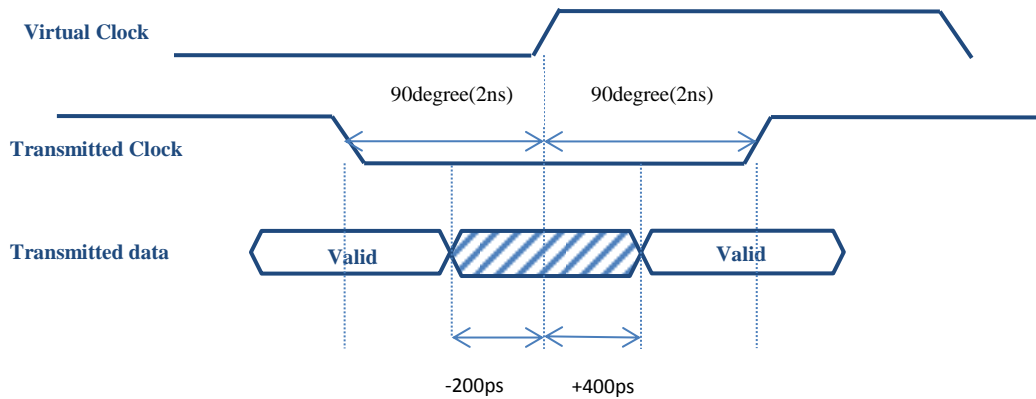 Virtual Clock
90degree(2ns) 90degree(2ns)
Transmitted Clock
Transmitted data
Valid Valid
-200ps +400ps